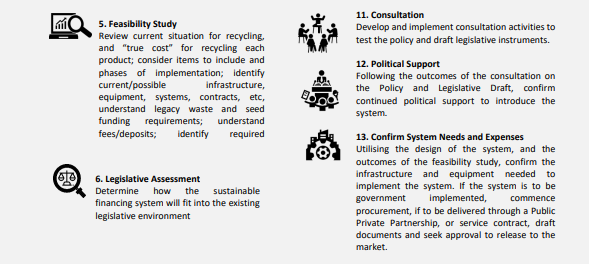 5. Feasibility Study
Review current situation for recycling,
and “true cost” for recycling each
product; consider items to include and
phases of implementation; identify
current/possible infrastructure,
equipment, systems, contracts, etc,
understand legacy waste and seed
funding requirements; understand
fees/deposits; identify required
6. Legislative Assessment
Determine how the sustainable
financing system will fit into the existing
legislative environment
11. Consultation
Develop and implement consultation activities to
test the policy and draft legislative instruments.
12. Political Support
Following the outcomes of the consultation on
the Policy and Legislative Draft, confirm
continued political support to introduce the
system.
13. Confirm System Needs and Expenses
Utilising the design of the system, and the
outcomes of the feasibility study, confirm the
infrastructure and equipment needed to
implement the system. If the system is to be
government implemented, commence
procurement, if to be delivered through a Public
Private Partnership, or service contract, draft
documents and seek approval to release to the
market.